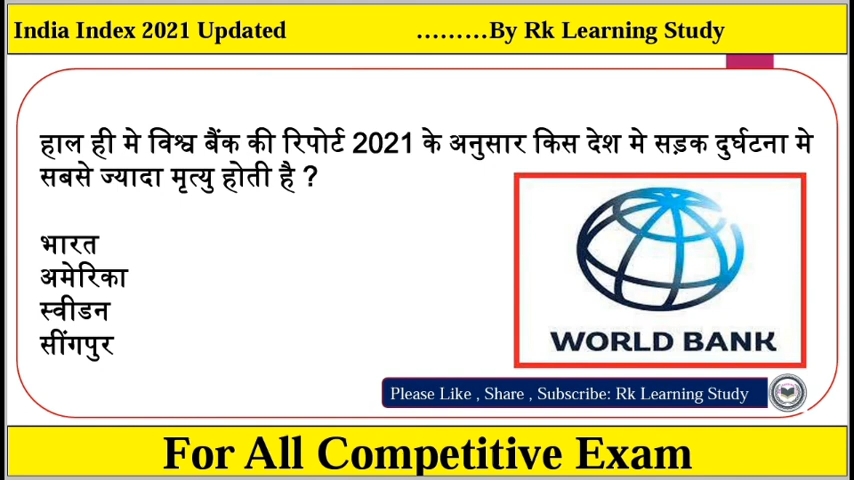 India Index 2021 Updated ………By Rk Learning Study
हाल ही मे विश्व बैंक की रिपोर्ट 2021 के अनुसार किस देश मे सड़क दुर्घटना मे
सबसे ज्यादा मृत्यु होती है ?
भारत
अमेरिका
स्वीडन
सींगपुर
WORLD BANK
Please Like , Share , Subscribe: Rk Learning Study
For All Competitive Exam